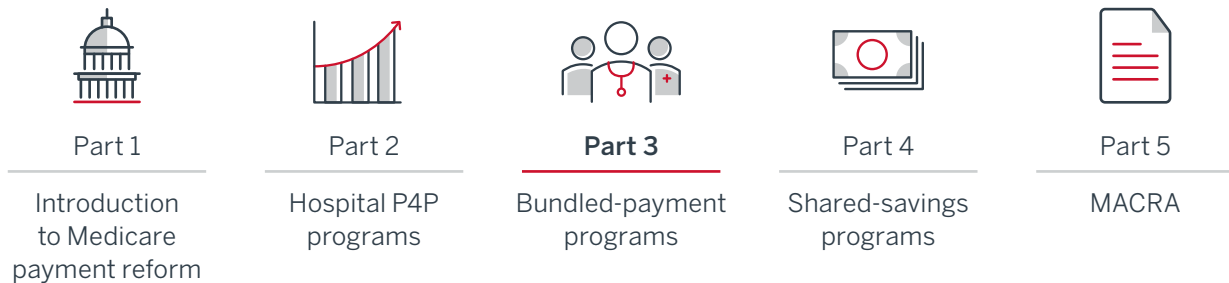 Part 1
Introduction
to Medicare
payment reform
Part 2
Hospital P4P
programs
Part 3
Bundled-payment
programs
Part 4
Shared-savings
programs
Part 5
MACRA